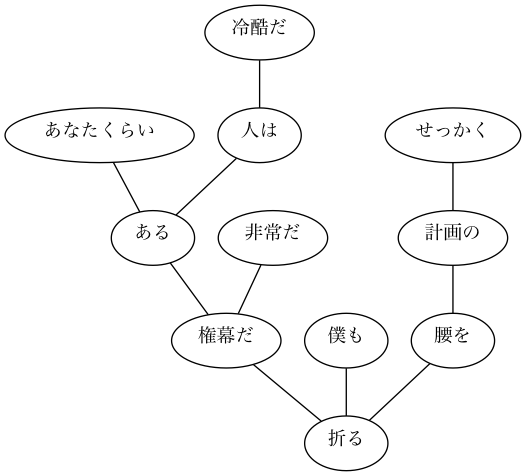 冷酷だ
あなたくらい
人は
せっかく
ある
非常だ
計画の
権幕だ
僕も
腰を
折る